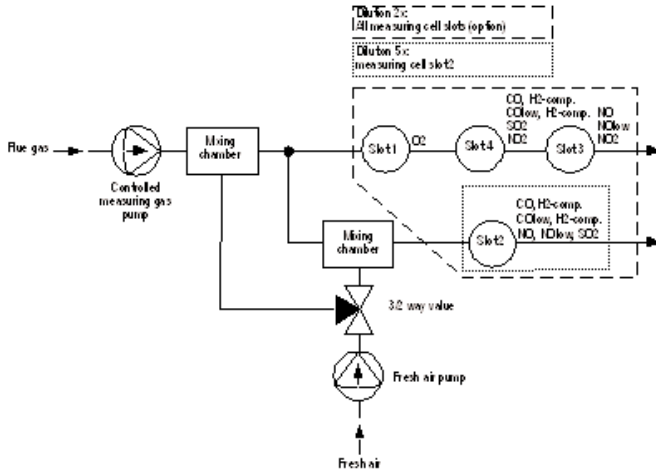 Dilution 2x:
All measuring cell slots (option)
Dilution 5x:
measuring cell slot2
CO, H2-comp.
COlow, H2-comp.
SO2
NO2
NO
NOlow
NO2
Flue gas
Mixing
chamber
Slot1
O2
Slot4
Slot3
Controlled
measuring gas
pump
CO, H2-comp.
COlow, H2-comp.
NO, NOlow, SO2
Mixing
chamber
Slot2
3/2 way value
Fresh air pump
Fresh air